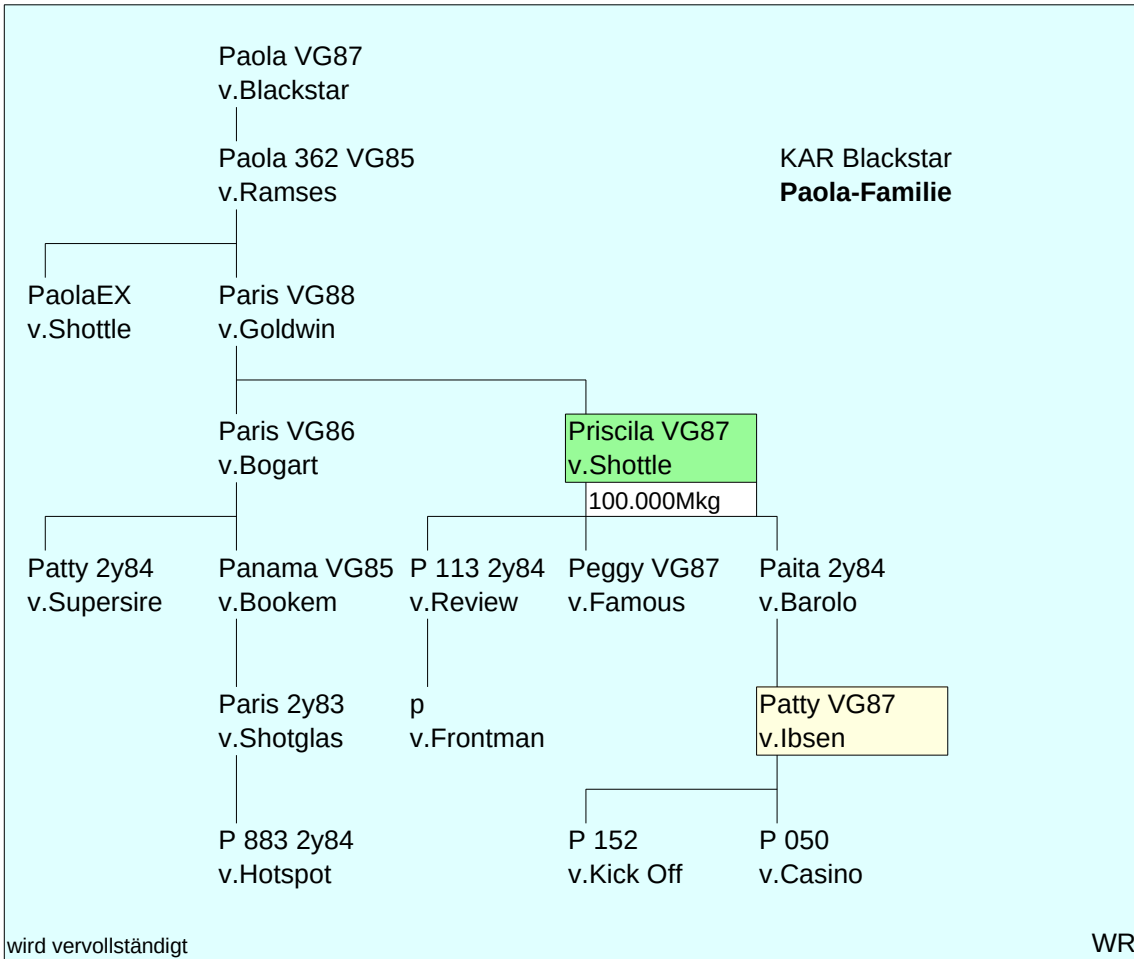 Paola VG87
v.Blackstar
Paola 362 VG85
v.Ramses
KAR Blackstar
Paola-Familie
PaolaEX
v.Shottle
Paris VG88
v.Goldwin
Paris VG86
v.Bogart
Priscila VG87
v.Shottle
100.000Mkg
Patty 2y84
v.Supersire
Panama VG85
v.Bookem
P 113 2y84
v.Review
Peggy VG87
v.Famous
Paita 2y84
v.Barolo
Paris 2y83
v.Shotglas
p
v.Frontman
Patty VG87
v.Ibsen
P 883 2y84
v.Hotspot
P 152
v.Kick Off
P 050
v.Casino
wird vervollständigt
WR